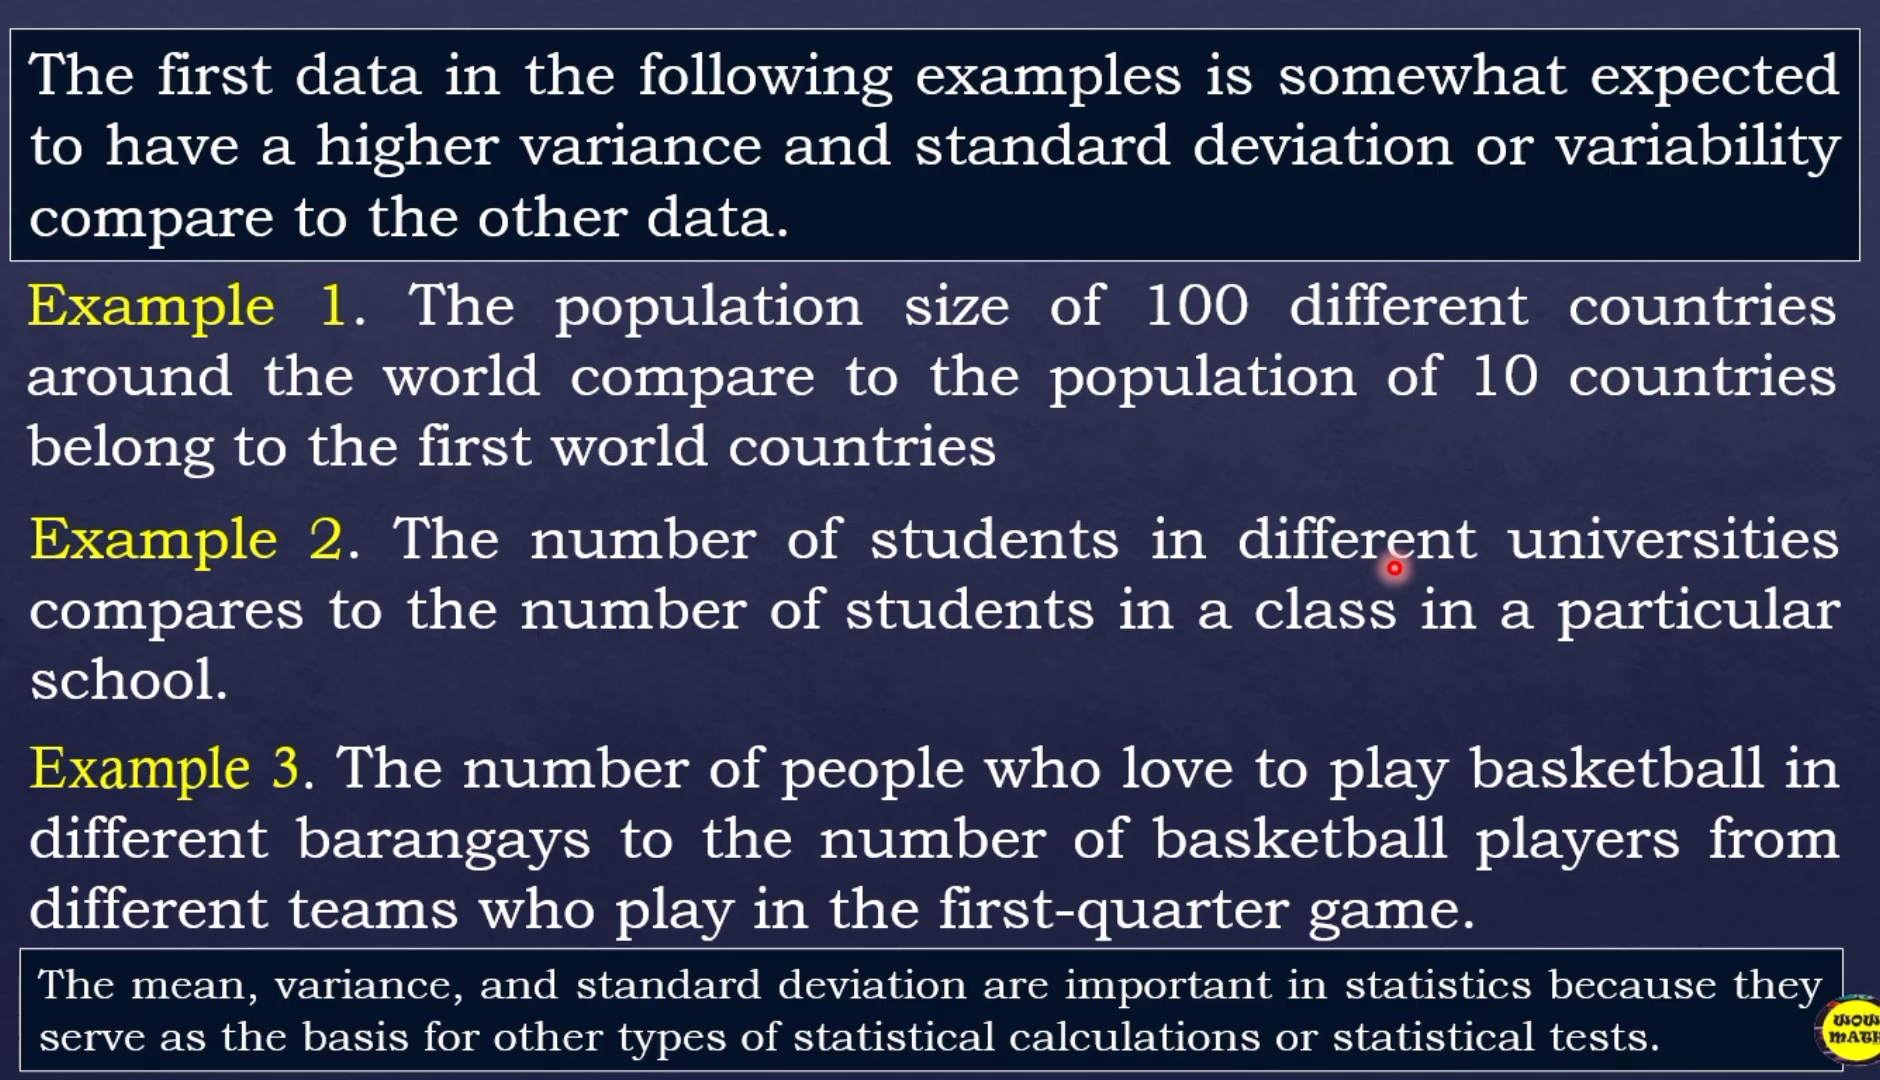 The first data in the following examples is somewhat expected
to have a higher variance and standard deviation or variability
compare to the other data.
Example 1. The population size of 100 different countries
around the world compare to the population of 10 countries
belong to the first world countries
Example 2. The number of students in different universities
compares to the number of students in a class in a particular
school.
Example 3. The number of people who love to play basketball in
different barangays to the number of basketball players from
different teams who play in the first-quarter game.
The mean, variance, and standard deviation are important in statistics because they
serve as the basis for other types of statistical calculations or statistical tests.
WOW
MATH